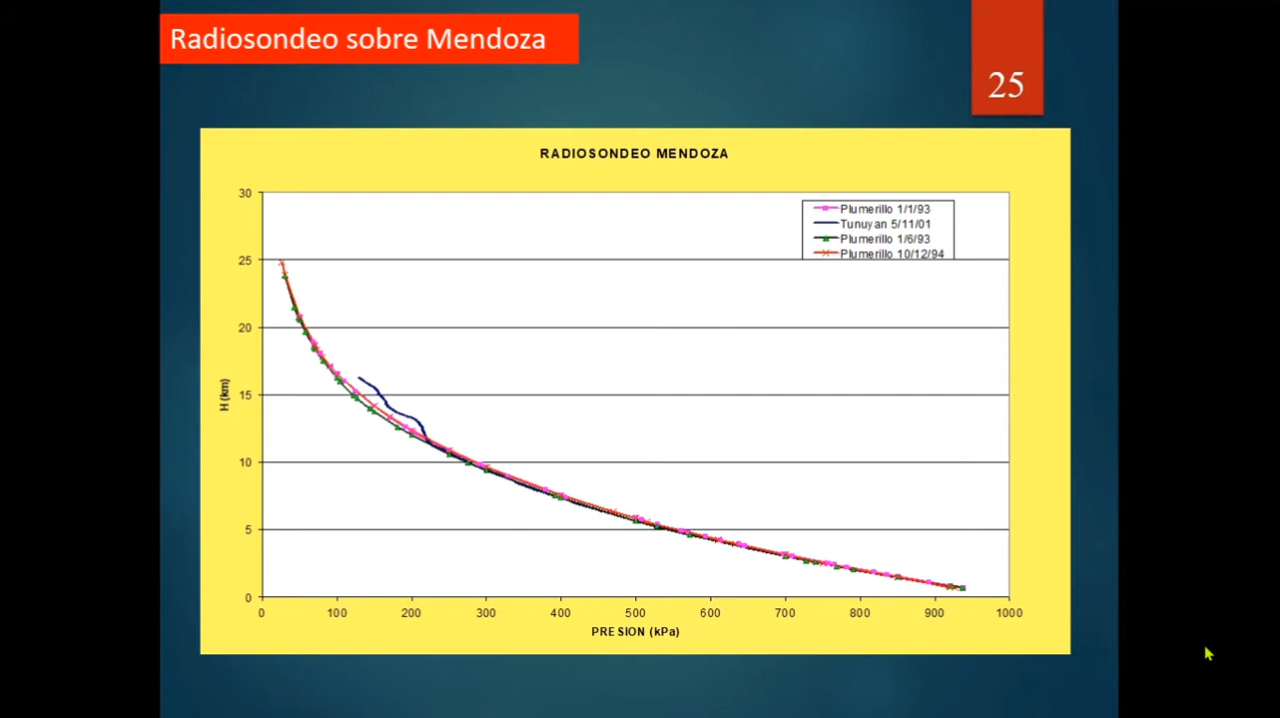 Radiosondeo sobre Mendoza
25
RADIOSONDEO MENDOZA
30
25
20
15
10
5
0
H (km)
Plumerillo 1/1/93
Tunuyan 5/11/01
Plumerillo 1/6/93
Plumerillo 10/12/94
0 100 200 300 400 500 600 700 800 900 1000
PRESION (kPa)